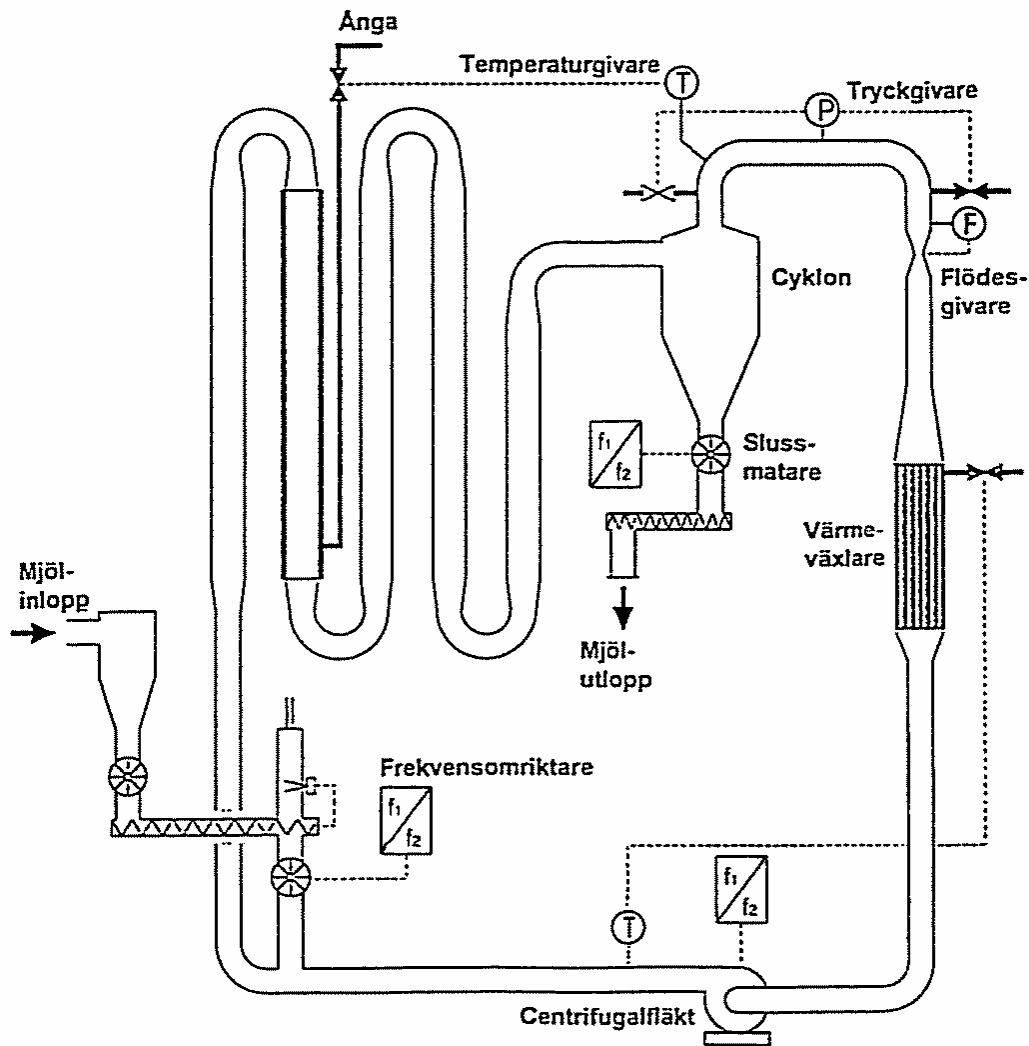 Ånga
Temperaturgivare
T
Tryckgivare
P
F
Cyklon
Flödes-
givare
f1
f2
Sluss-
matare
Värme-
växlare
Mjöl-
inlopp
Mjöl-
utlopp
Frekvensomriktare
f1
f2
f1
f2
T
Centrifugalfläkt